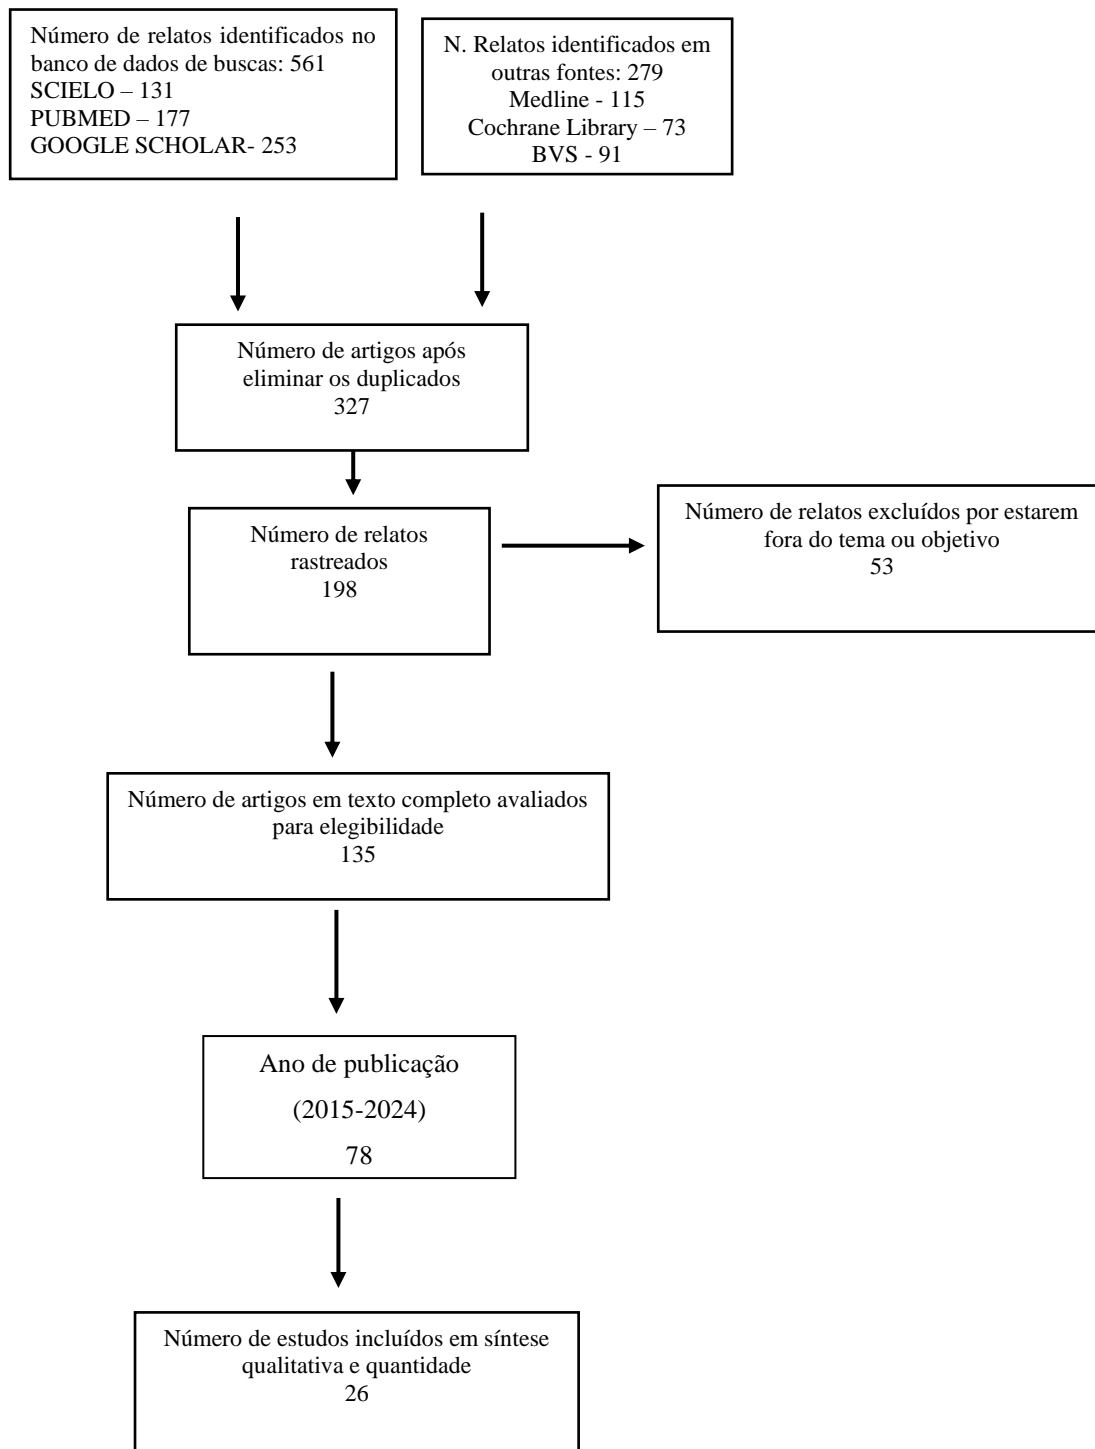 Número de relatos identificados no
banco de dados de buscas: 561
SCIELO – 131
PUBMED – 177
GOOGLE SCHOLAR- 253
N. Relatos identificados em
outras fontes: 279
Medline - 115
Cochrane Library – 73
BVS - 91
Número de artigos após
eliminar os duplicados
327
Número de relatos
rastreados
198
Número de relatos excluídos por estarem
fora do tema ou objetivo
53
Número de artigos em texto completo avaliados
para elegibilidade
135
Ano de publicação
(2015-2024)
78
Número de estudos incluídos em síntese
qualitativa e quantidade
26